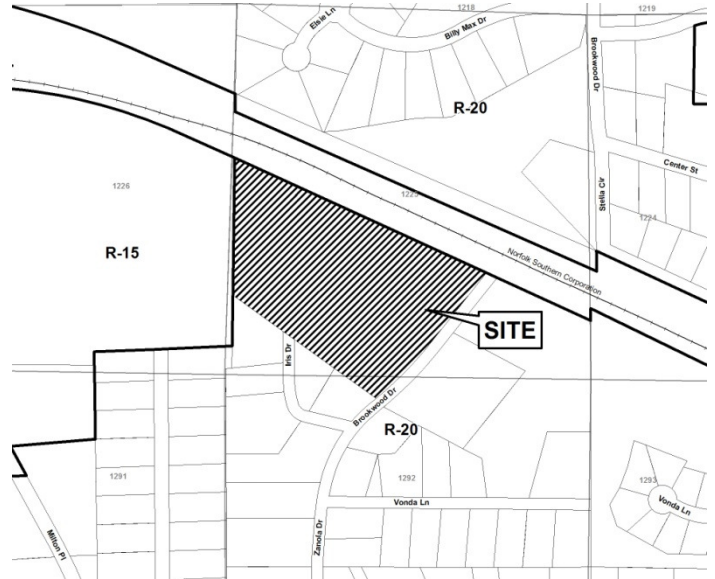 1218
1219
Elsie Ln
Billy Max Dr
Brookwood Dr
R-20
Center St
1226
1225
Stella Cir
1224
R-15
Norfolk Southern Corporation
SITE
Iris Dr
Brookwood Dr
R-20
1291
1292
1293
Vonda Ln
Vonda Ln
Milton Pl
Zanola Dr